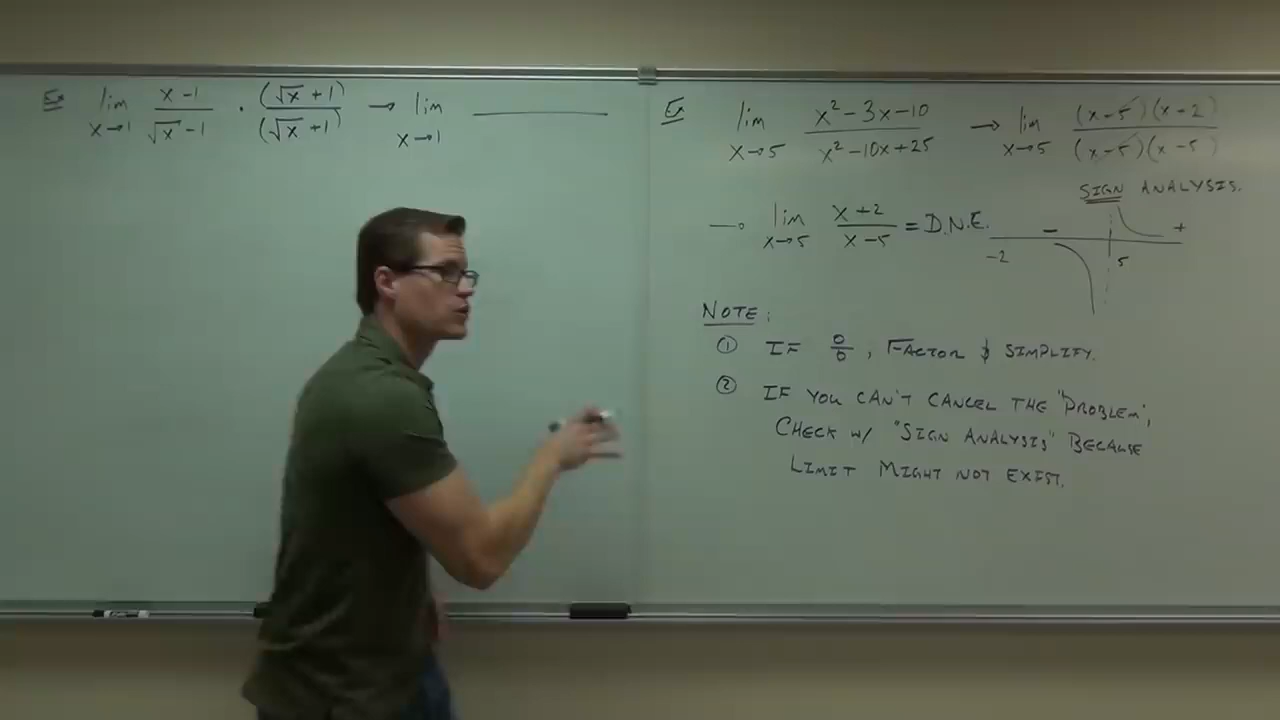 Ex lim x→1 x-1 / √x -1 · (√x +1) / (√x +1) → lim x→1
Ex lim x→5 x²-3x-10 / x²-10x+25 → lim x→5 (x-5)(x+2) / (x-5)(x-5)
SIGN ANALYSIS.
→ lim x→5 x+2 / x-5 = D.N.E. - +
-2 5
NOTE:
① IF 0/0, FACTOR & SIMPLIFY.
② IF YOU CAN'T CANCEL THE "PROBLEM",
CHECK W/ "SIGN ANALYSIS" BECAUSE
LIMIT MIGHT NOT EXIST.